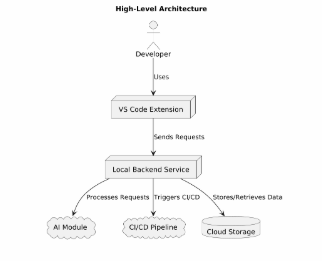 High-Level Architecture
Developer
Uses
VS Code Extension
Sends Requests
Local Backend Service
Processes Requests
Triggers CI/CD
Stores/Retrieves Data
AI Module
CI/CD Pipeline
Cloud Storage